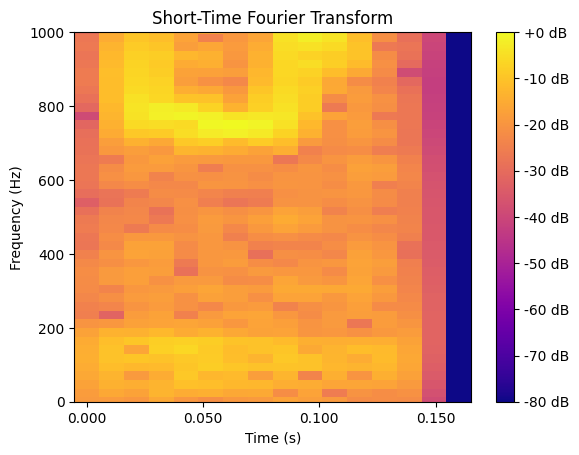 Short-Time Fourier Transform
1000
800
600
400
200
0
Frequency (Hz)
0.000
0.050
0.100
0.150
Time (s)
+0 dB
-10 dB
-20 dB
-30 dB
-40 dB
-50 dB
-60 dB
-70 dB
-80 dB